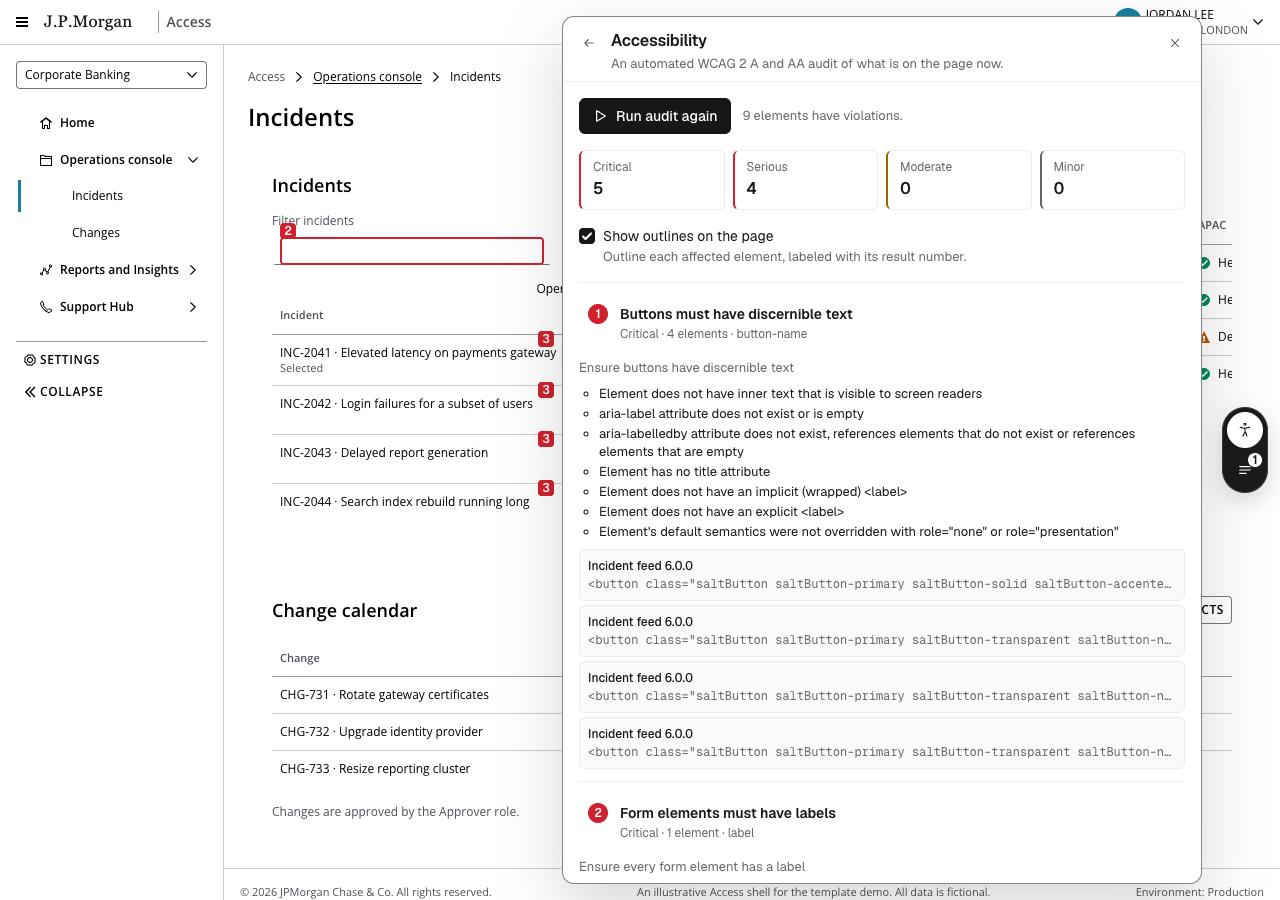 J.P.Morgan
Access
JORDAN LEE
LONDON
Corporate Banking
Home
Operations console
Incidents
Changes
Reports and Insights
Support Hub
SETTINGS
COLLAPSE
Access
Operations console
Incidents
Incidents
Incidents
Filter incidents
2
Incident
3
INC-2041 · Elevated latency on payments gateway
Selected
3
INC-2042 · Login failures for a subset of users
3
INC-2043 · Delayed report generation
3
INC-2044 · Search index rebuild running long
Change calendar
Change
CHG-731 · Rotate gateway certificates
CHG-732 · Upgrade identity provider
CHG-733 · Resize reporting cluster
Changes are approved by the Approver role.
Accessibility
An automated WCAG 2 A and AA audit of what is on the page now.
Run audit again
9 elements have violations.
Critical
5
Serious
4
Moderate
0
Minor
0
Show outlines on the page
Outline each affected element, labeled with its result number.
1 Buttons must have discernible text
Critical · 4 elements · button-name
Ensure buttons have discernible text
Element does not have inner text that is visible to screen readers
aria-label attribute does not exist or is empty
aria-labelledby attribute does not exist, references elements that do not exist or references
elements that are empty
Element has no title attribute
Element does not have an implicit (wrapped) <label>
Element does not have an explicit <label>
Element's default semantics were not overridden with role="none" or role="presentation"
Incident feed 6.0.0
<button class="saltButton saltButton-primary saltButton-solid saltButton-accente…
Incident feed 6.0.0
<button class="saltButton saltButton-primary saltButton-transparent saltButton-n…
Incident feed 6.0.0
<button class="saltButton saltButton-primary saltButton-transparent saltButton-n…
Incident feed 6.0.0
<button class="saltButton saltButton-primary saltButton-transparent saltButton-n…
2 Form elements must have labels
Critical · 1 element · label
Ensure every form element has a label
APAC
He
He
De
He
1
CTS
© 2026 JPMorgan Chase & Co. All rights reserved.
An illustrative Access shell for the template demo. All data is fictional.
Environment: Production